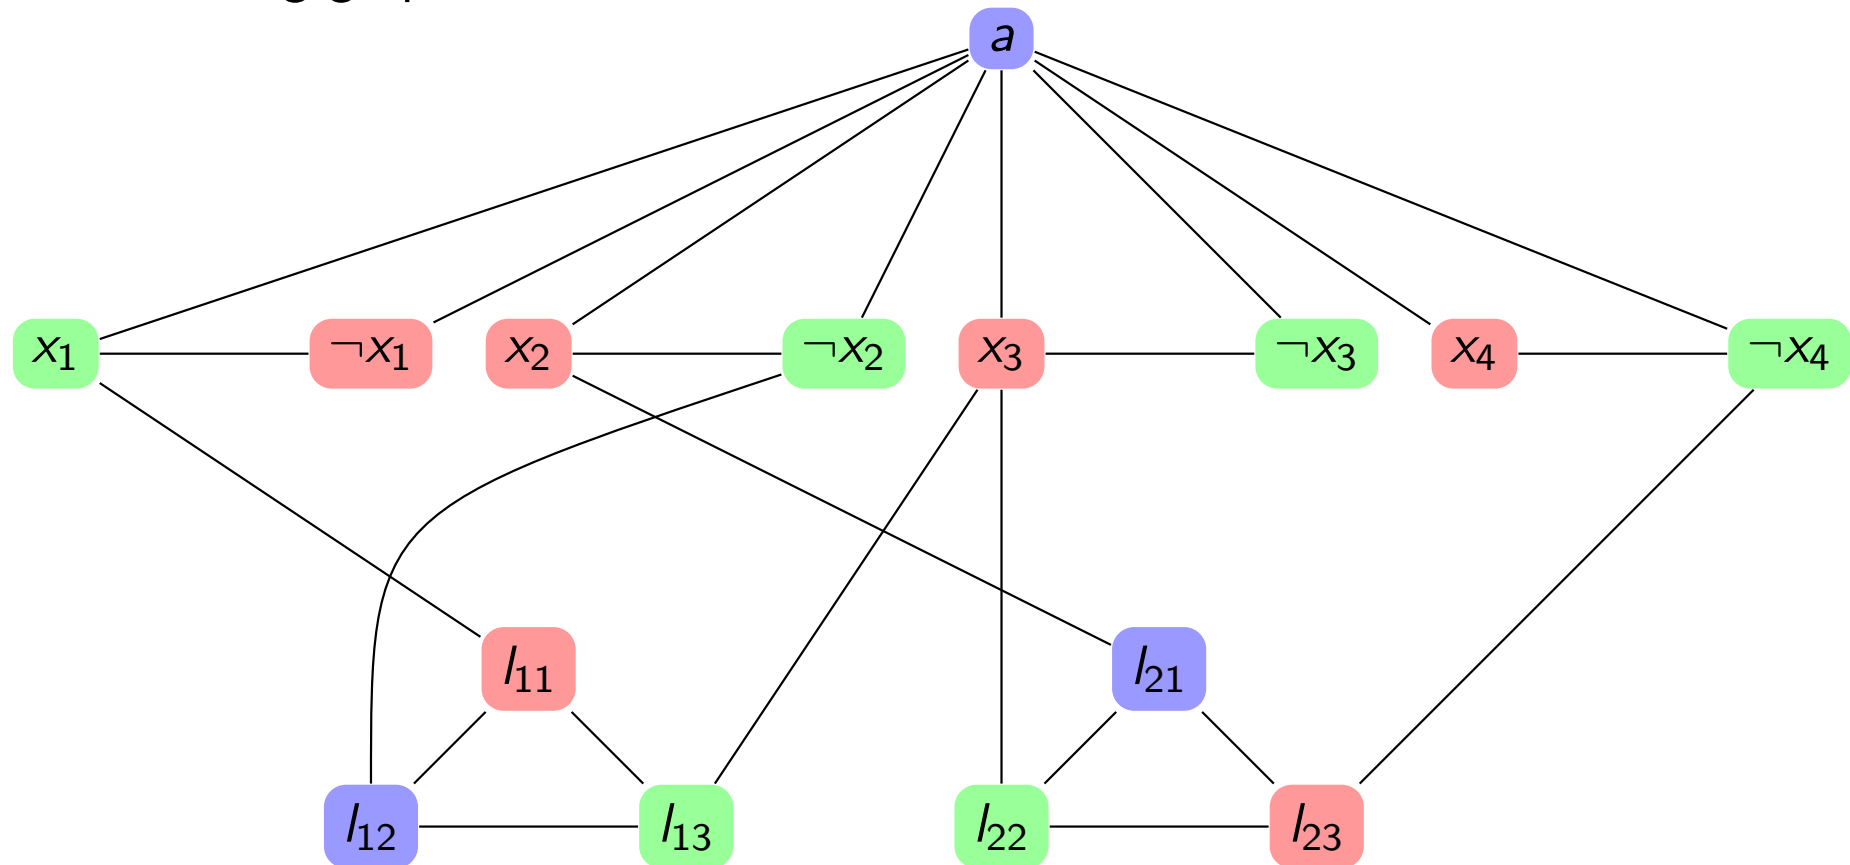 a
x₁ ¬x₁ x₂ ¬x₂ x₃ ¬x₃ x₄ ¬x₄
l₁₁ l₂₁
l₁₂ l₁₃ l₂₂ l₂₃